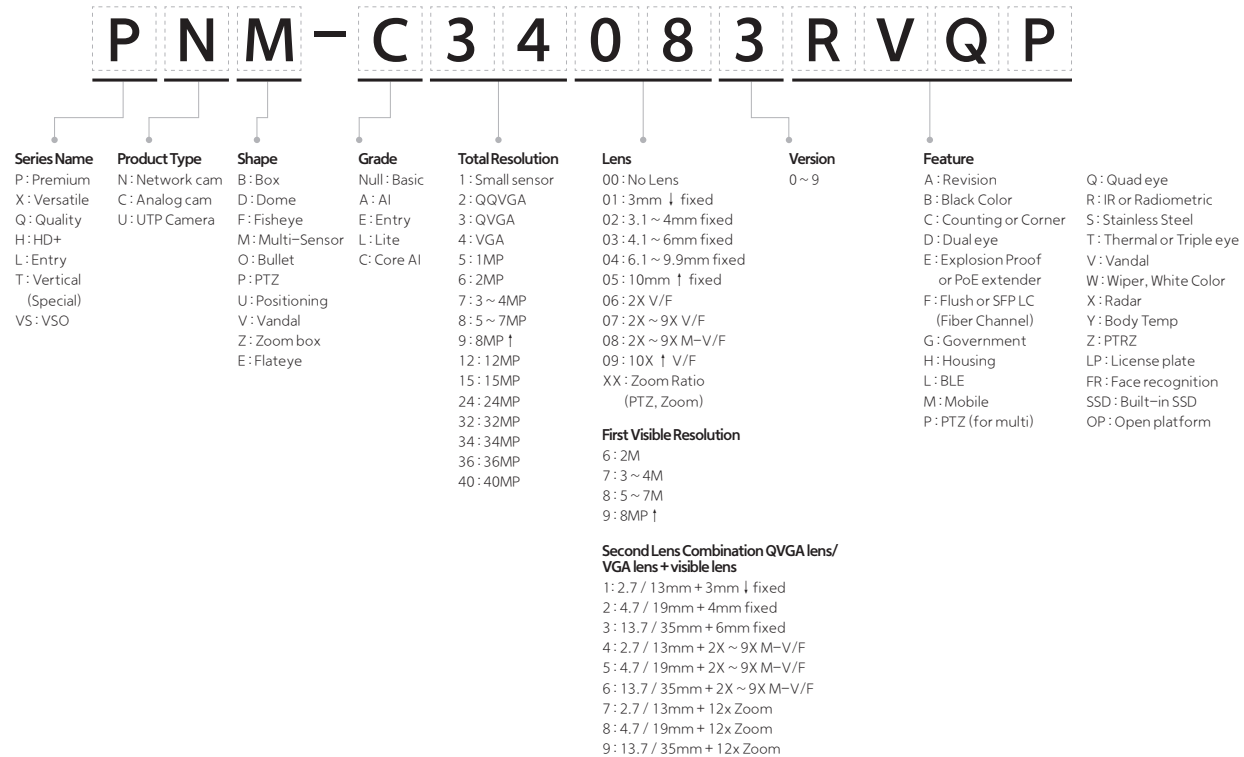 PNM-C34083RVQP
Series Name
P : Premium
X : Versatile
Q : Quality
H : HD+
L : Entry
T : Vertical
(Special)
VS : VSO
Product Type
N : Network cam
C : Analog cam
U : UTP Camera
Shape
B : Box
D : Dome
F : Fisheye
M : Multi-Sensor
O : Bullet
P : PTZ
U : Positioning
V : Vandal
Z : Zoom box
E : Flateye
Grade
Null : Basic
A : AI
E : Entry
L : Lite
C: Core AI
Total Resolution
1 : Small sensor
2 : QQVGA
3 : QVGA
4 : VGA
5 : 1MP
6 : 2MP
7 : 3 ~ 4MP
8 : 5 ~ 7MP
9 : 8MP ↑
12 : 12MP
15 : 15MP
24 : 24MP
32 : 32MP
34 : 34MP
36 : 36MP
40 : 40MP
Lens
00 : No Lens
01 : 3mm ↓ fixed
02 : 3.1 ~ 4mm fixed
03 : 4.1 ~ 6mm fixed
04 : 6.1 ~ 9.9mm fixed
05 : 10mm ↑ fixed
06 : 2X V/F
07 : 2X ~ 9X V/F
08 : 2X ~ 9X M-V/F
09 : 10X ↑ V/F
XX : Zoom Ratio
(PTZ, Zoom)
First Visible Resolution
6 : 2M
7 : 3 ~ 4M
8 : 5 ~ 7M
9 : 8MP ↑
Second Lens Combination QVGA lens/
VGA lens + visible lens
1: 2.7 / 13mm + 3mm ↓ fixed
2 : 4.7 / 19mm + 4mm fixed
3 : 13.7 / 35mm + 6mm fixed
4 : 2.7 / 13mm + 2X ~ 9X M-V/F
5 : 4.7 / 19mm + 2X ~ 9X M-V/F
6 : 13.7 / 35mm + 2X ~ 9X M-V/F
7 : 2.7 / 13mm + 12x Zoom
8 : 4.7 / 19mm + 12x Zoom
9 : 13.7 / 35mm + 12x Zoom
Version
0 ~ 9
Feature
A : Revision
B : Black Color
C : Counting or Corner
D : Dual eye
E : Explosion Proof
or PoE extender
F : Flush or SFP LC
(Fiber Channel)
G : Government
H : Housing
L : BLE
M : Mobile
P : PTZ (for multi)
Q : Quad eye
R : IR or Radiometric
S : Stainless Steel
T : Thermal or Triple eye
V : Vandal
W : Wiper, White Color
X : Radar
Y : Body Temp
Z : PTRZ
LP : License plate
FR : Face recognition
SSD : Built-in SSD
OP : Open platform